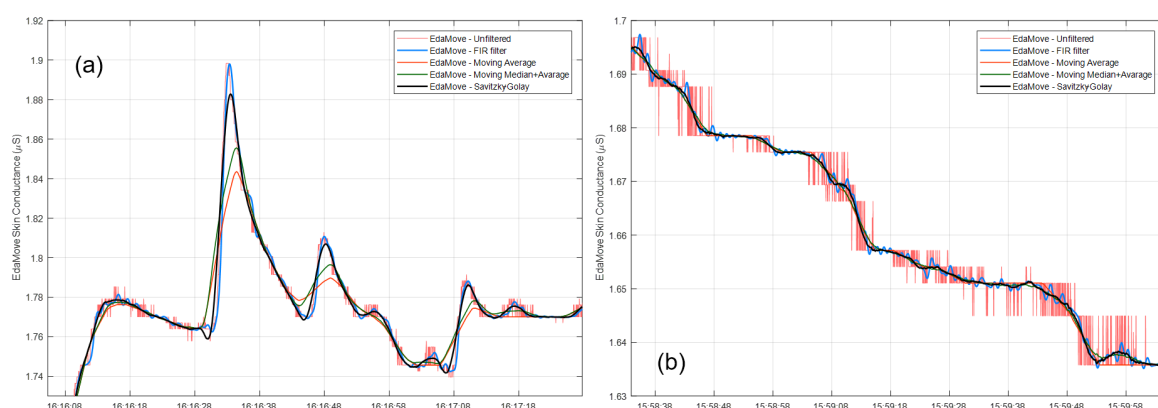 1.92
1.9
1.88
1.86
1.84
1.82
1.8
1.78
1.76
1.74
EdaMove Skin Conductance (μS)
(a)
EdaMove - Unfiltered
EdaMove - FIR filter
EdaMove - Moving Average
EdaMove - Moving Median+Avarage
EdaMove - SavitzkyGolay
16:16:08
16:16:18
16:16:28
16:16:38
16:16:48
16:16:58
16:17:08
16:17:18
1.7
1.69
1.68
1.67
1.66
1.65
1.64
1.63
EdaMove Skin Conductance (μS)
(b)
EdaMove - Unfiltered
EdaMove - FIR filter
EdaMove - Moving Average
EdaMove - Moving Median+Avarage
EdaMove - SavitzkyGolay
15:58:38
15:58:48
15:58:58
15:59:08
15:59:18
15:59:28
15:59:38
15:59:48
15:59:58